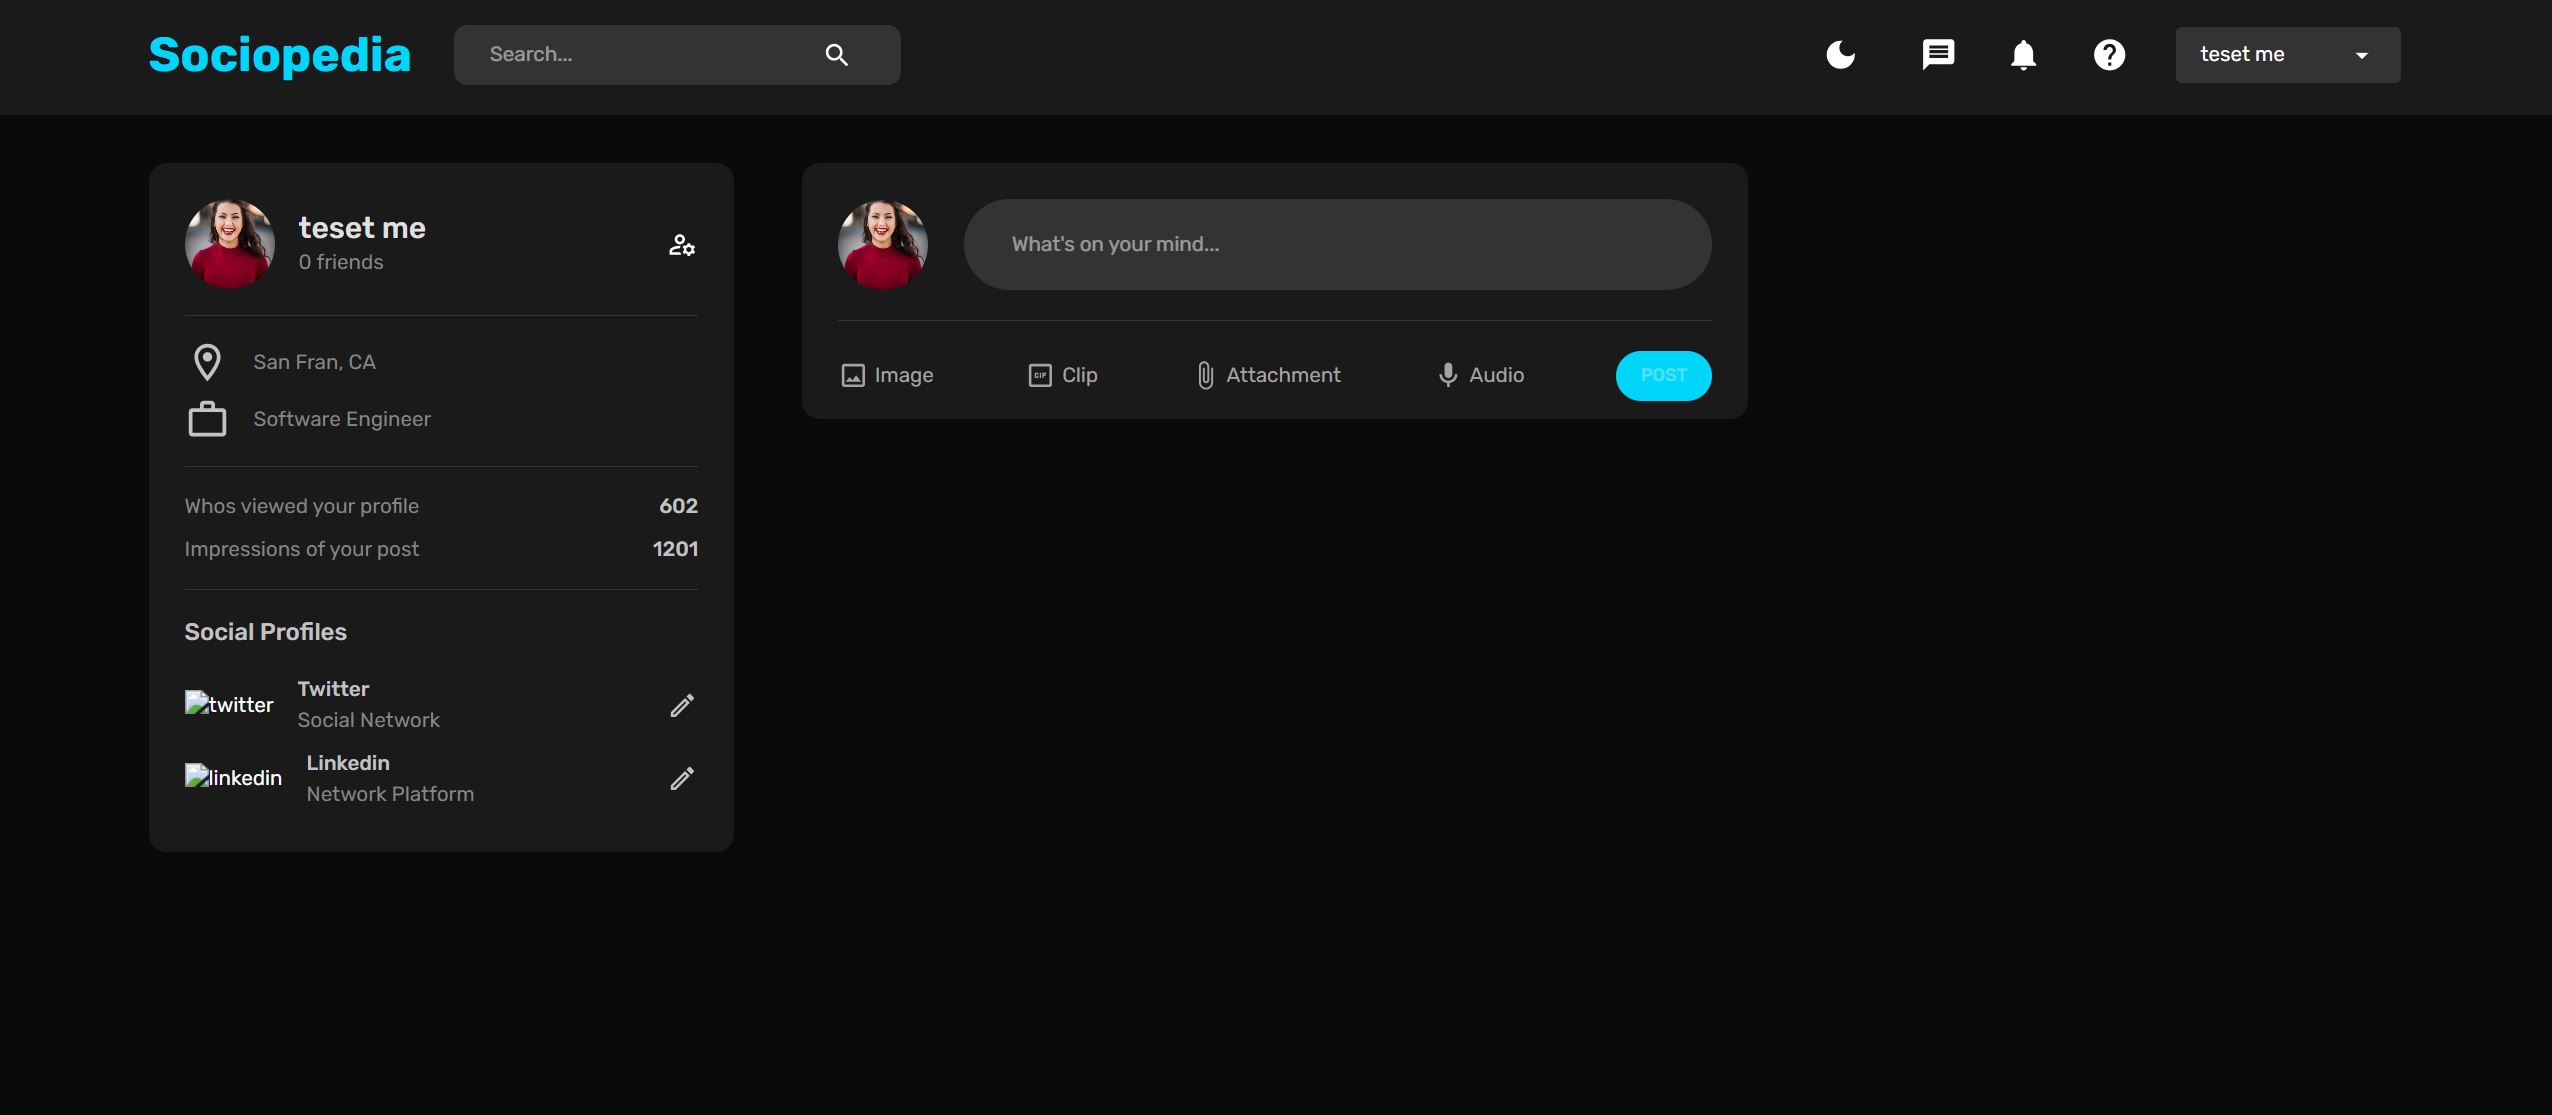 Sociopedia
Search...
teset me
teset me
0 friends
San Fran, CA
Software Engineer
Whos viewed your profile 602
Impressions of your post 1201
Social Profiles
twitter
Twitter
Social Network
linkedin
Linkedin
Network Platform
What's on your mind...
Image
GIF Clip
Attachment
Audio
POST